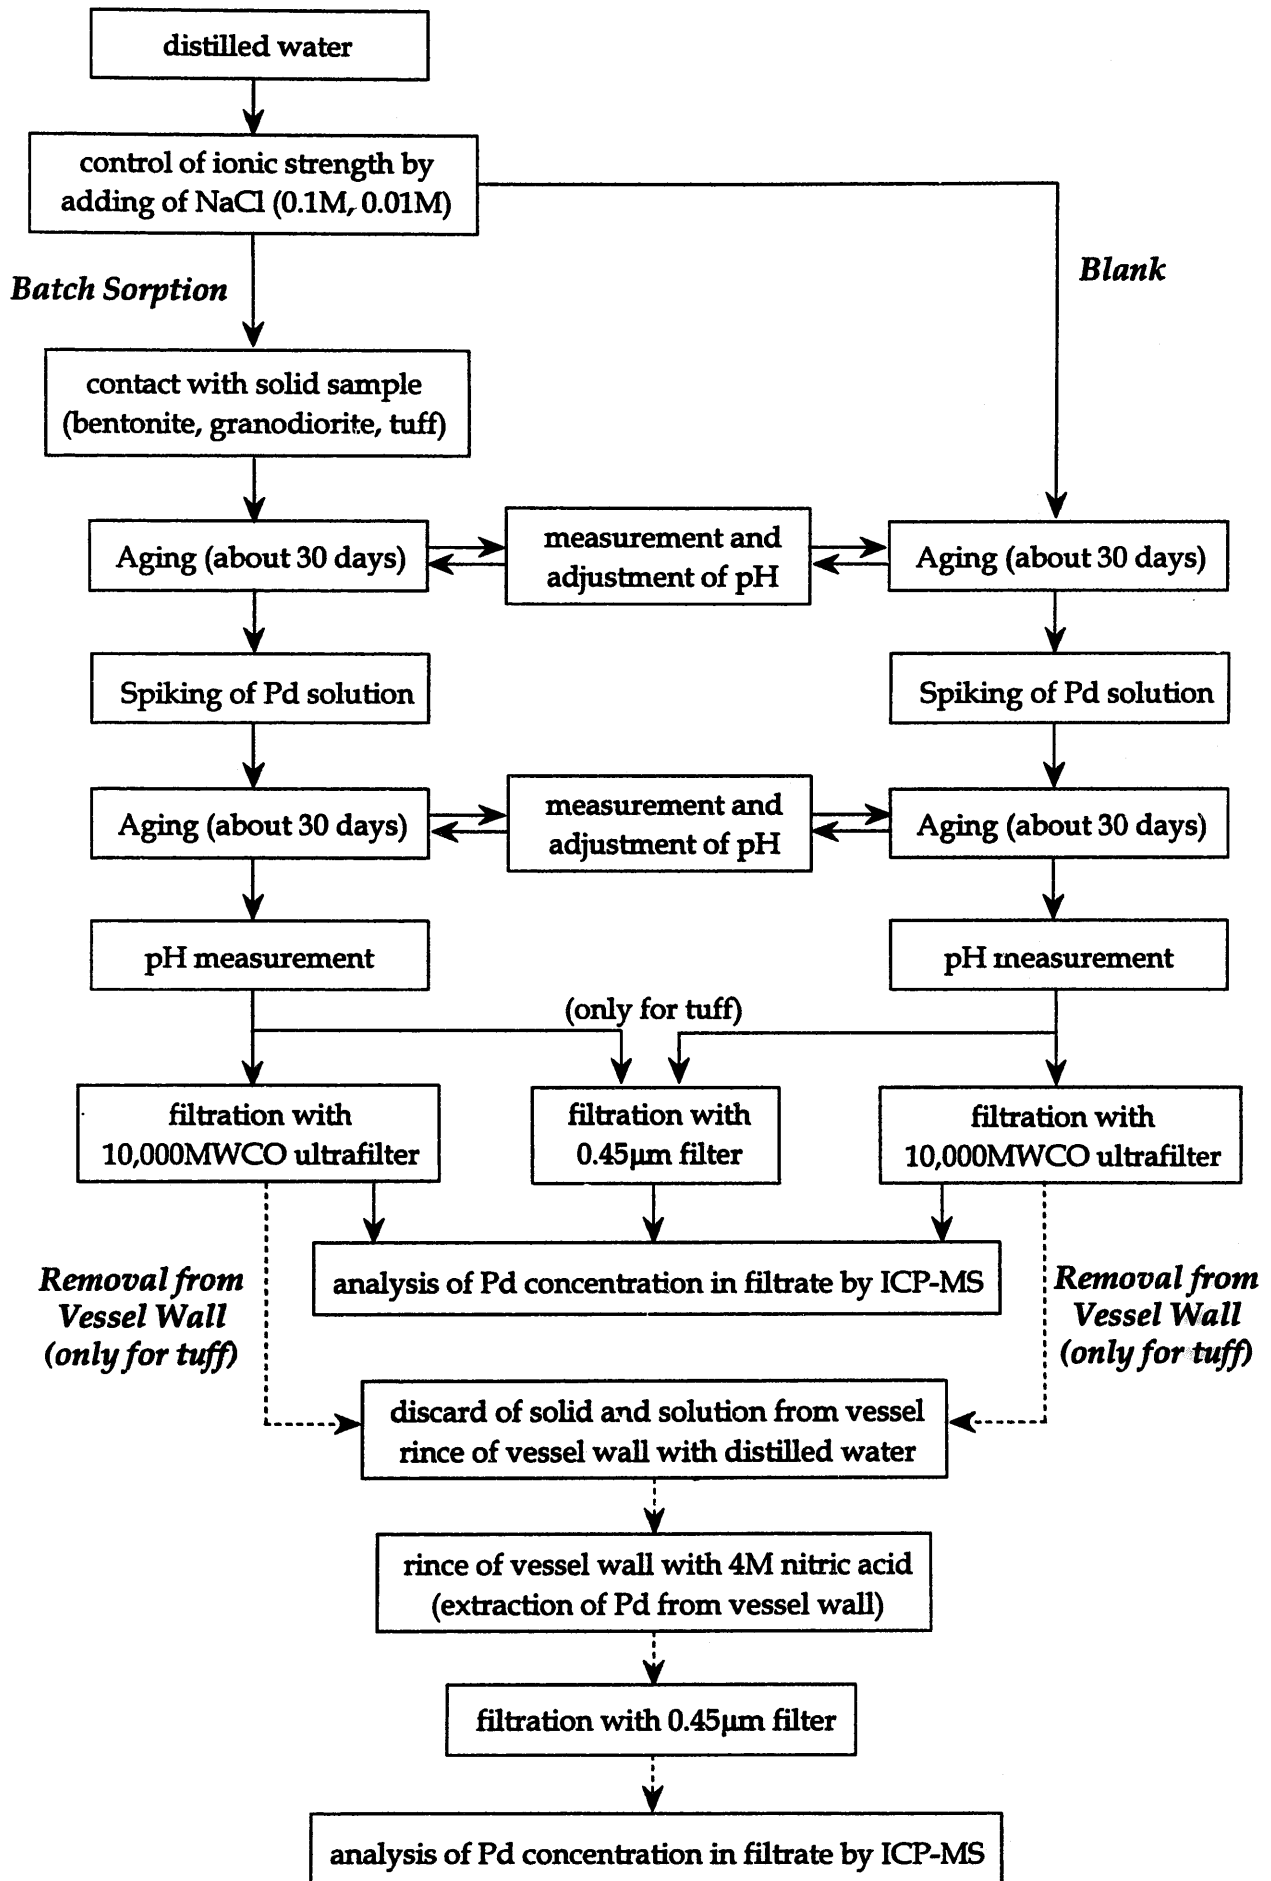 distilled water
control of ionic strength by
adding of NaCl (0.1M, 0.01M)
Batch Sorption
Blank
contact with solid sample
(bentonite, granodiorite, tuff)
Aging (about 30 days)
measurement and
adjustment of pH
Aging (about 30 days)
Spiking of Pd solution
Spiking of Pd solution
Aging (about 30 days)
measurement and
adjustment of pH
Aging (about 30 days)
pH measurement
pH measurement
(only for tuff)
filtration with
10,000MWCO ultrafilter
filtration with
0.45µm filter
filtration with
10,000MWCO ultrafilter
analysis of Pd concentration in filtrate by ICP-MS
Removal from
Vessel Wall
(only for tuff)
Removal from
Vessel Wall
(only for tuff)
discard of solid and solution from vessel
rince of vessel wall with distilled water
rince of vessel wall with 4M nitric acid
(extraction of Pd from vessel wall)
filtration with 0.45µm filter
analysis of Pd concentration in filtrate by ICP-MS